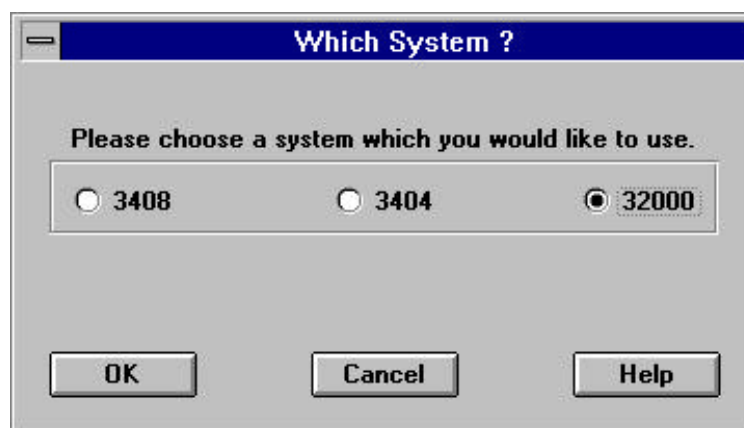 Which System ?
Please choose a system which you would like to use.
3408 3404 32000
OK Cancel Help